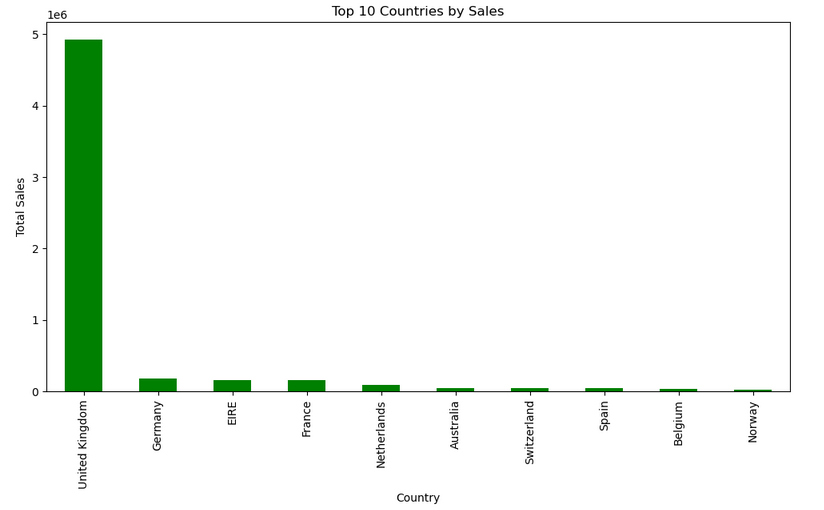 Top 10 Countries by Sales
1e6
5
4
3
2
1
0
Total Sales
United Kingdom
Germany
EIRE
France
Netherlands
Australia
Switzerland
Spain
Belgium
Norway
Country